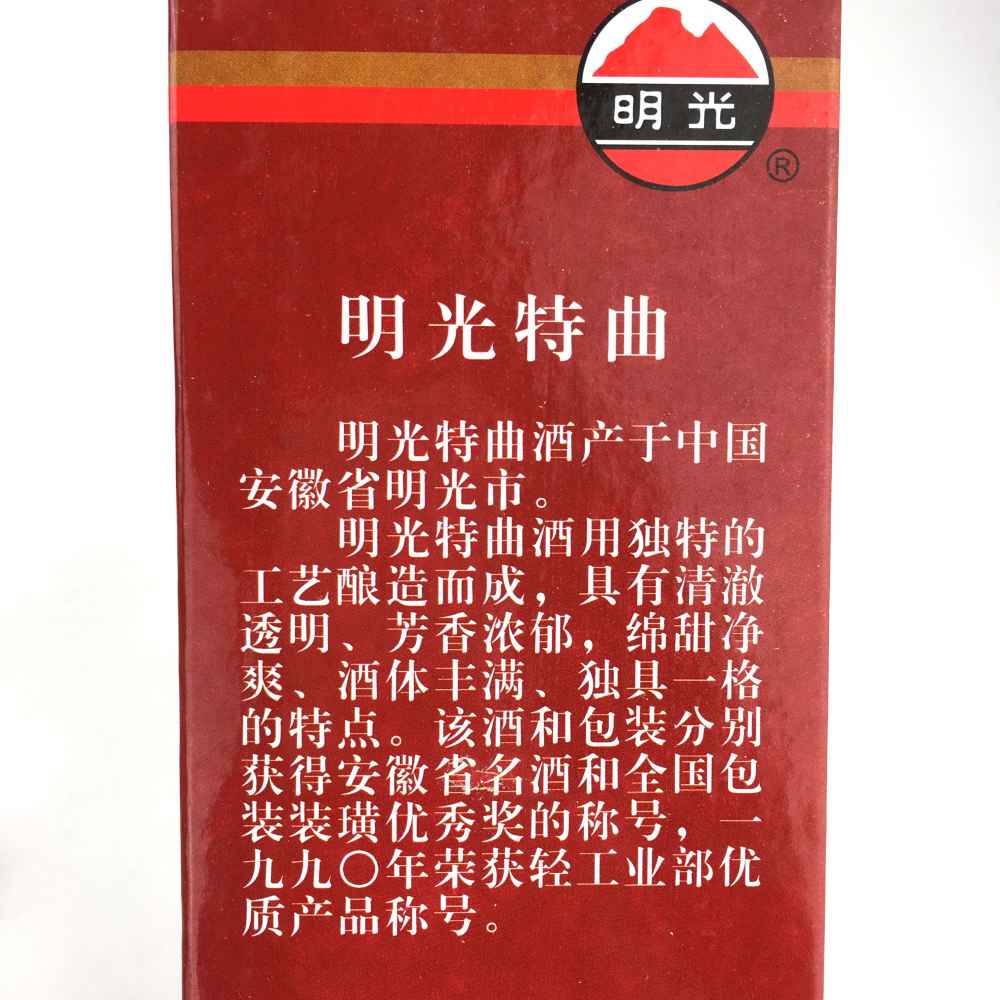 明光
®
明光特曲
明光特曲酒产于中国
安徽省明光市。
明光特曲酒用独特的
工艺酿造而成，具有清澈
透明、芳香浓郁，绵甜净
爽、酒体丰满、独具一格
的特点。该酒和包装分别
获得安徽省名酒和全国包
装装璜优秀奖的称号，一
九九〇年荣获轻工业部优
质产品称号。